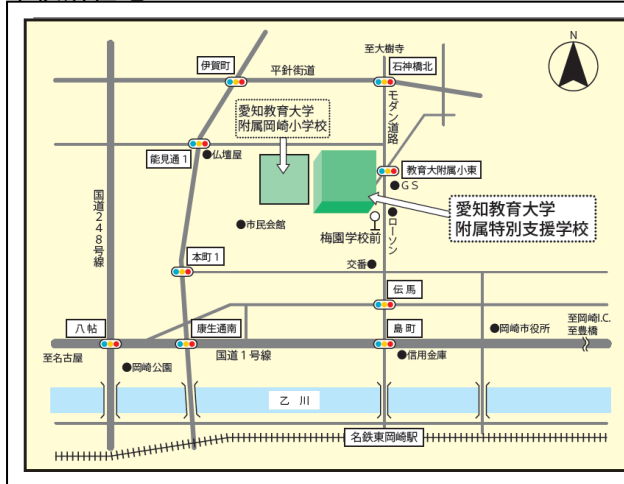 至大樹寺
N
伊賀町
平針街道
石神橋北
愛知教育大学
附属岡崎小学校
モダン道路
能見通1
仏壇屋
教育大附属小東
GS
国道248号線
愛知教育大学
附属特別支援学校
市民会館
ローソン
梅園学校前
本町1
交番
伝馬
八帖
康生通南
島町
岡崎市役所
至岡崎I.C.
至豊橋
至名古屋
国道1号線
信用金庫
岡崎公園
乙川
名鉄東岡崎駅